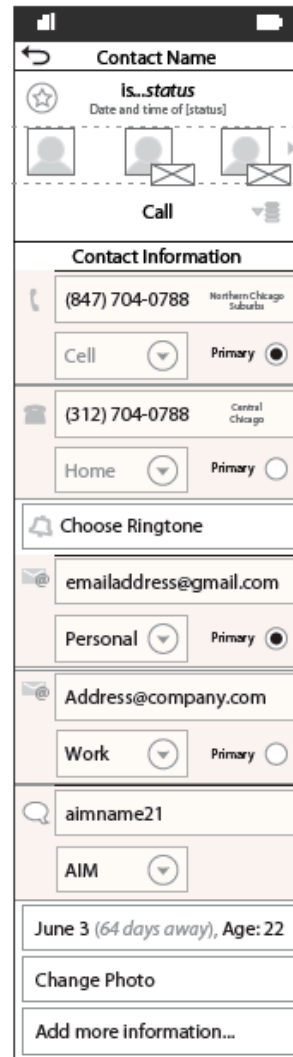 Contact Name
is...status
Date and time of [status]
Call
Contact Information
(847) 704-0788
Northern Chicago
Suburbs
Cell
Primary
(312) 704-0788
Central
Chicago
Home
Primary
Choose Ringtone
emailaddress@gmail.com
Personal
Primary
Address@company.com
Work
Primary
aimname21
AIM
June 3 (64 days away), Age: 22
Change Photo
Add more information...